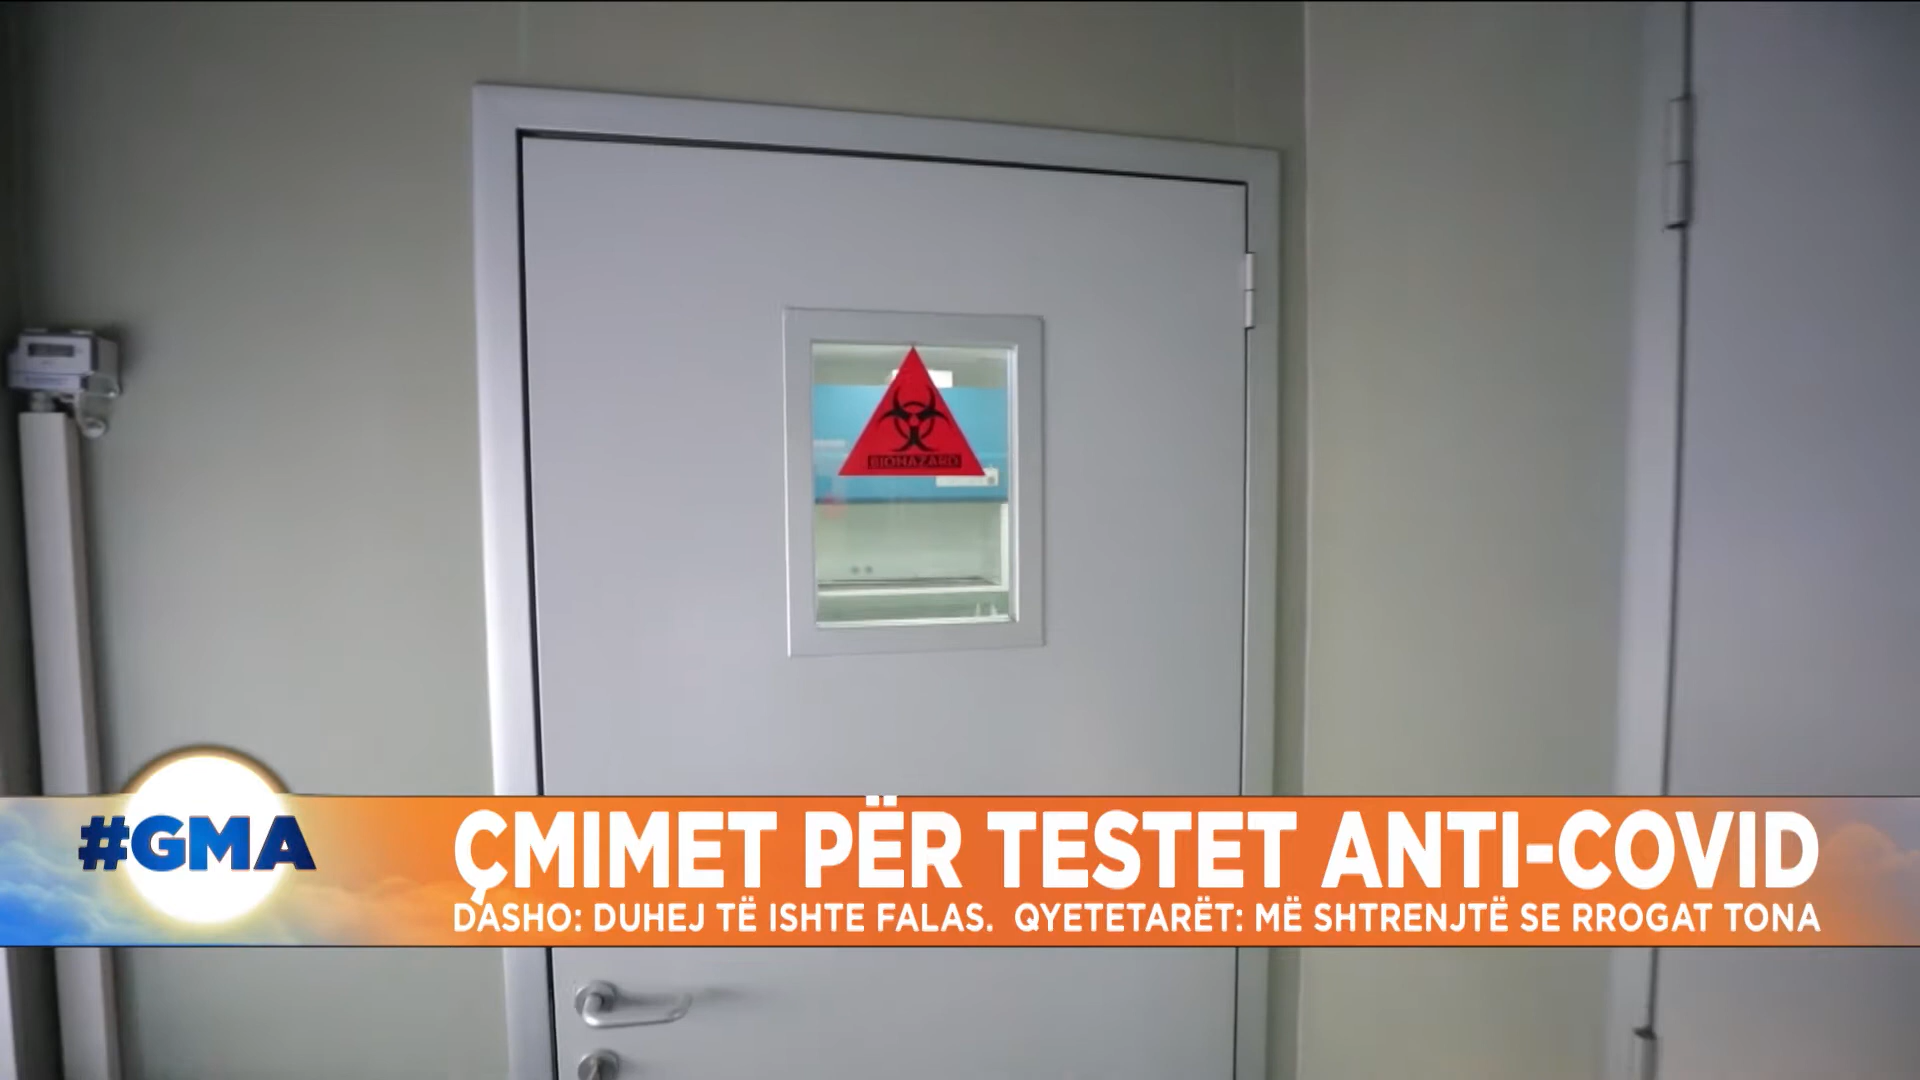 BIOHAZARD
#GMA
ÇMIMET PËR TESTET ANTI-COVID
DASHO: DUHEJ TË ISHTE FALAS. QYETETARËT: MË SHTRENJTË SE RROGAT TONA